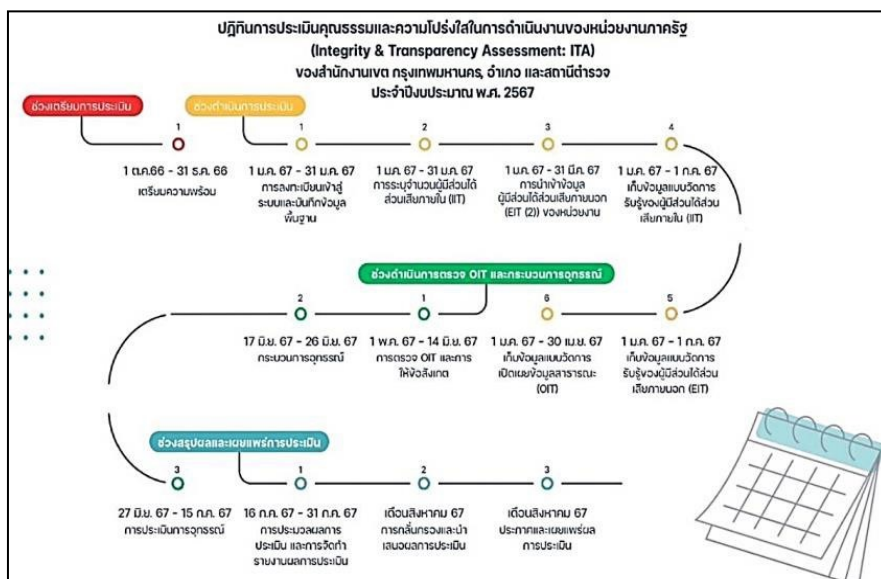 ปฏิทินการประเมินคุณธรรมและความโปร่งใสในการดำเนินงานของหน่วยงานภาครัฐ
(Integrity & Transparency Assessment: ITA)
ของสำนักงานเขต กรุงเทพมหานคร, อำเภอ และสถานีตำรวจ
ประจำปีงบประมาณ พ.ศ. 2567
ช่วงเตรียมการประเมิน
1
1 ต.ค.66 - 31 ธ.ค. 66
เตรียมความพร้อม
ช่วงดำเนินการประเมิน
1
1 ม.ค. 67 - 31 ม.ค. 67
การลงทะเบียนเข้าสู่
ระบบและบันทึกข้อมูล
พื้นฐาน
2
1 ม.ค. 67 - 31 ม.ค. 67
การระบุจำนวนผู้มีส่วนได้
ส่วนเสียภายใน (IIT)
3
1 ม.ค. 67 - 31 มี.ค. 67
การนำเข้าข้อมูล
ผู้มีส่วนได้ส่วนเสียภายนอก
(EIT (2)) ของหน่วยงาน
4
1 ม.ค. 67 - 1 ก.ค. 67
เก็บข้อมูลแบบวัดการ
รับรู้ของผู้มีส่วนได้ส่วน
เสียภายใน (IIT)
5
1 ม.ค. 67 - 1 ก.ค. 67
เก็บข้อมูลแบบวัดการ
รับรู้ของผู้มีส่วนได้ส่วน
เสียภายนอก (EIT)
6
1 ม.ค. 67 - 30 เม.ย. 67
เก็บข้อมูลแบบวัดการ
เปิดเผยข้อมูลสาธารณะ
(OIT)
ช่วงดำเนินการตรวจ OIT และกระบวนการอุทธรณ์
1
1 พ.ค. 67 - 14 มิ.ย. 67
การตรวจ OIT และการ
ให้ข้อสังเกต
2
17 มิ.ย. 67 - 26 มิ.ย. 67
กระบวนการอุทธรณ์
3
27 มิ.ย. 67 - 15 ก.ค. 67
การประเมินการอุทธรณ์
ช่วงสรุปผลและเผยแพร่การประเมิน
1
16 ก.ค. 67 - 31 ก.ค. 67
การประมวลผลการ
ประเมิน และการจัดทำ
รายงานผลการประเมิน
2
เดือนสิงหาคม 67
การกลั่นกรองและนำ
เสนอผลการประเมิน
3
เดือนสิงหาคม 67
ประกาศและเผยแพร่ผล
การประเมิน